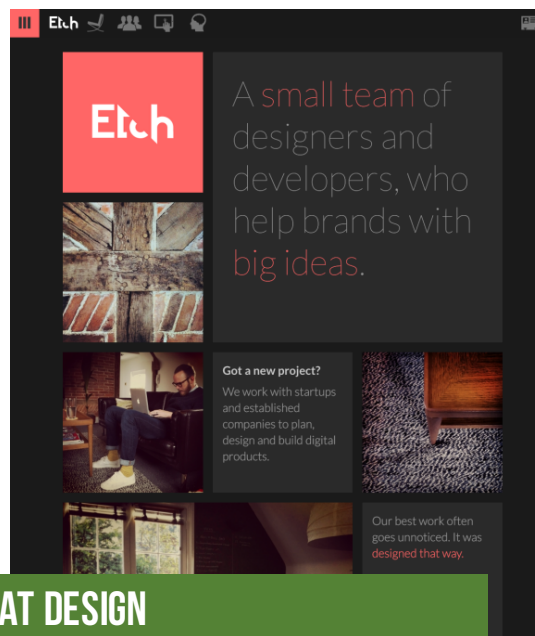 Etch
Etch
A small team of
designers and
developers, who
help brands with
big ideas.
Got a new project?
We work with startups
and established
companies to plan,
design and build digital
products.
Our best work often
goes unnoticed. It was
designed that way.
AT DESIGN